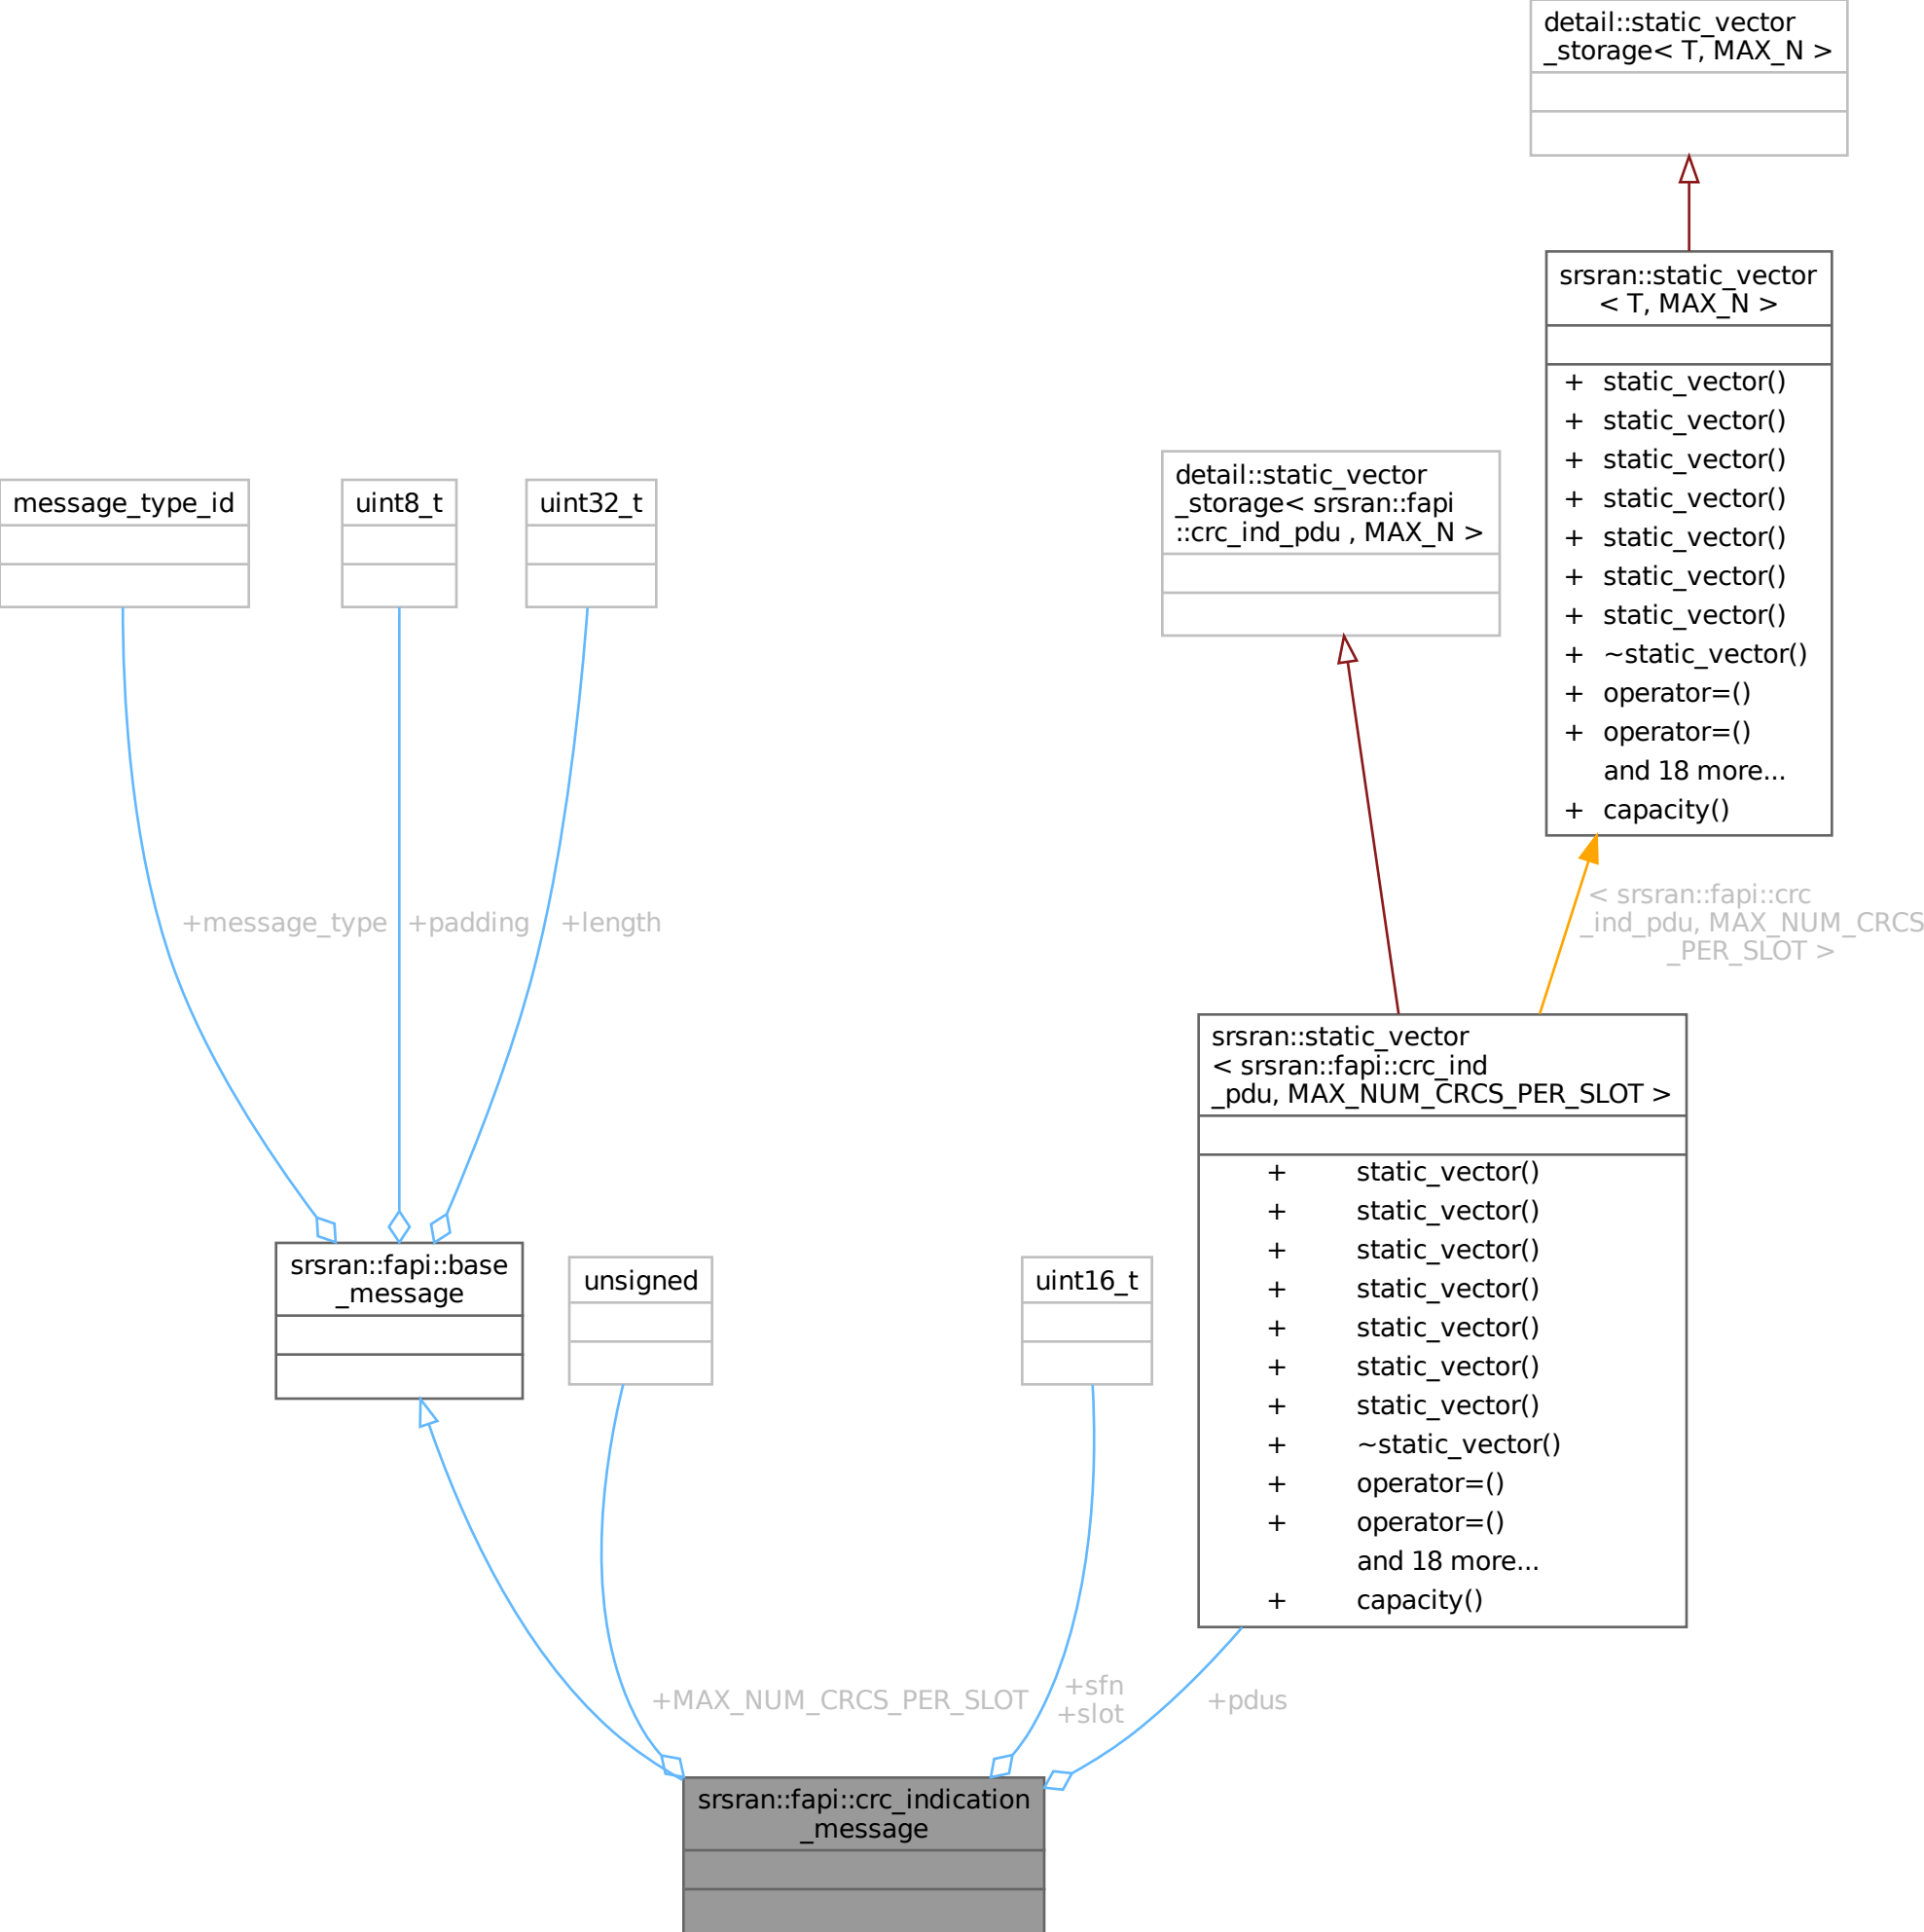 detail::static_vector
_storage< T, MAX_N >
srsran::static_vector
< T, MAX_N >
+ static_vector()
+ static_vector()
+ static_vector()
+ static_vector()
+ static_vector()
+ static_vector()
+ static_vector()
+ ~static_vector()
+ operator=()
+ operator=()
and 18 more...
+ capacity()
detail::static_vector
_storage< srsran::fapi
::crc_ind_pdu , MAX_N >
message_type_id
uint8_t
uint32_t
+message_type
+padding
+length
< srsran::fapi::crc
_ind_pdu, MAX_NUM_CRCS
_PER_SLOT >
srsran::static_vector
< srsran::fapi::crc_ind
_pdu, MAX_NUM_CRCS_PER_SLOT >
+ static_vector()
+ static_vector()
+ static_vector()
+ static_vector()
+ static_vector()
+ static_vector()
+ static_vector()
+ ~static_vector()
+ operator=()
+ operator=()
and 18 more...
+ capacity()
srsran::fapi::base
_message
unsigned
uint16_t
+MAX_NUM_CRCS_PER_SLOT
+sfn
+slot
+pdus
srsran::fapi::crc_indication
_message